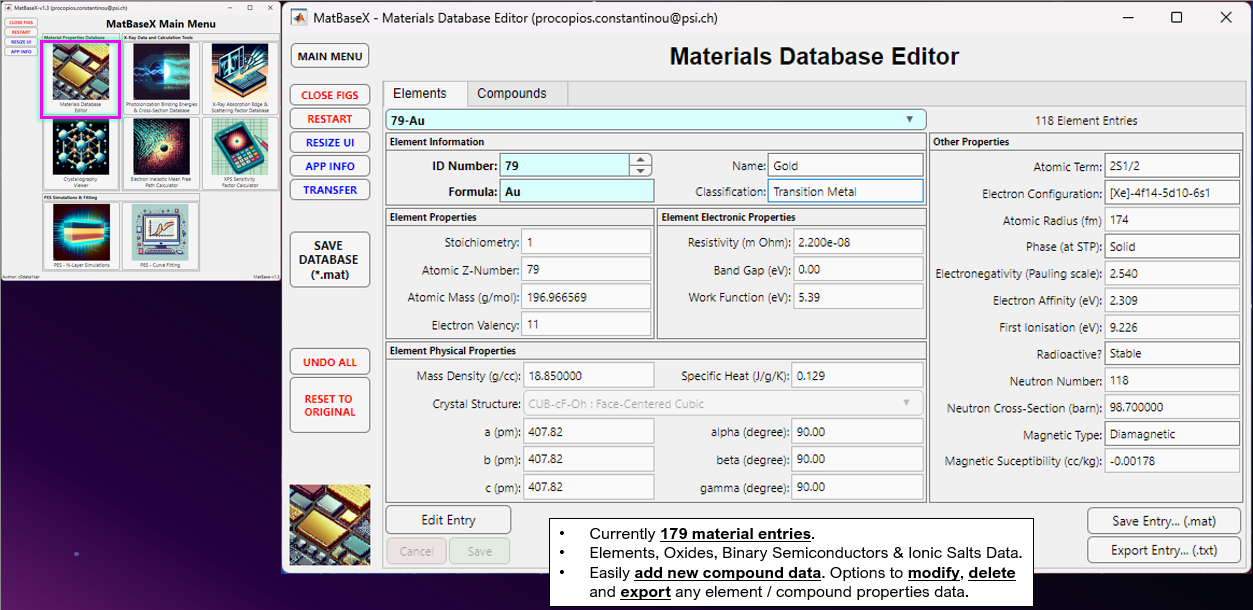 MatBaseX-v1.3 (procopios.constantinou@psi.ch)
MatBaseX Main Menu
CLOSE FIGS
RESTART
RESIZE UI
APP INFO
Material Properties Database
X-Ray Data and Calculation Tools
Materials Database
Editor
Photoionization Binding Energies
& Cross-Section Database
X-Ray Absorption Edge &
Scattering Factor Database
Crystallography
Viewer
Electron Inelastic Mean Free
Path Calculator
XPS Sensitivity
Factor Calculator
PES Simulations & Fitting
PES - N-Layer Simulations
PES - Curve Fitting
MatBase-v1.3
MatBaseX - Materials Database Editor (procopios.constantinou@psi.ch)
MAIN MENU
Materials Database Editor
CLOSE FIGS
RESTART
RESIZE UI
APP INFO
TRANSFER
SAVE
DATABASE
(*.mat)
UNDO ALL
RESET TO
ORIGINAL
Elements
Compounds
79-Au
118 Element Entries
Element Information
ID Number: 79
Name: Gold
Formula: Au
Classification: Transition Metal
Element Properties
Stoichiometry: 1
Atomic Z-Number: 79
Atomic Mass (g/mol): 196.966569
Electron Valency: 11
Element Electronic Properties
Resistivity (m Ohm): 2.200e-08
Band Gap (eV): 0.00
Work Function (eV): 5.39
Element Physical Properties
Mass Density (g/cc): 18.850000
Specific Heat (J/g/K): 0.129
Crystal Structure: CUB-cF-Oh : Face-Centered Cubic
a (pm): 407.82
alpha (degree): 90.00
b (pm): 407.82
beta (degree): 90.00
c (pm): 407.82
gamma (degree): 90.00
Other Properties
Atomic Term: 2S1/2
Electron Configuration: [Xe]-4f14-5d10-6s1
Atomic Radius (fm) 174
Phase (at STP): Solid
Electronegativity (Pauling scale): 2.540
Electron Affinity (eV): 2.309
First Ionisation (eV): 9.226
Radioactive? Stable
Neutron Number: 118
Neutron Cross-Section (barn): 98.700000
Magnetic Type: Diamagnetic
Magnetic Suceptibility (cc/kg): -0.00178
Edit Entry
Cancel
Save
Save Entry... (.mat)
Export Entry... (.txt)
• Currently 179 material entries.
• Elements, Oxides, Binary Semiconductors & Ionic Salts Data.
• Easily add new compound data. Options to modify, delete
and export any element / compound properties data.